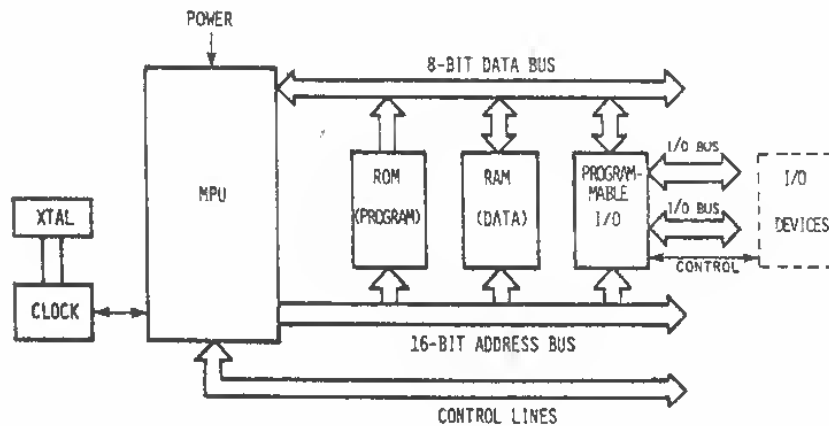 POWER
8-BIT DATA BUS
MPU
ROM
(PROGRAM)
RAM
(DATA)
PROGRAM-
MABLE
I/O
I/O BUS
I/O BUS
CONTROL
I/O
DEVICES
XTAL
CLOCK
16-BIT ADDRESS BUS
CONTROL LINES